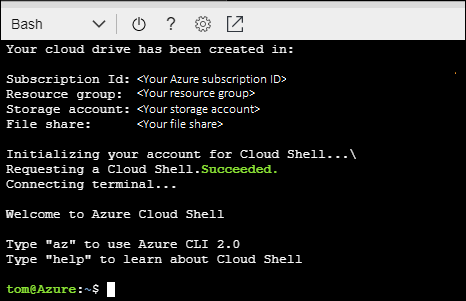 Bash
Your cloud drive has been created in:
Subscription Id: <Your Azure subscription ID>
Resource group: <Your resource group>
Storage account: <Your storage account>
File share: <Your file share>
Initializing your account for Cloud Shell...\
Requesting a Cloud Shell.Succeeded.
Connecting terminal...
Welcome to Azure Cloud Shell
Type "az" to use Azure CLI 2.0
Type "help" to learn about Cloud Shell
tom@Azure:~$